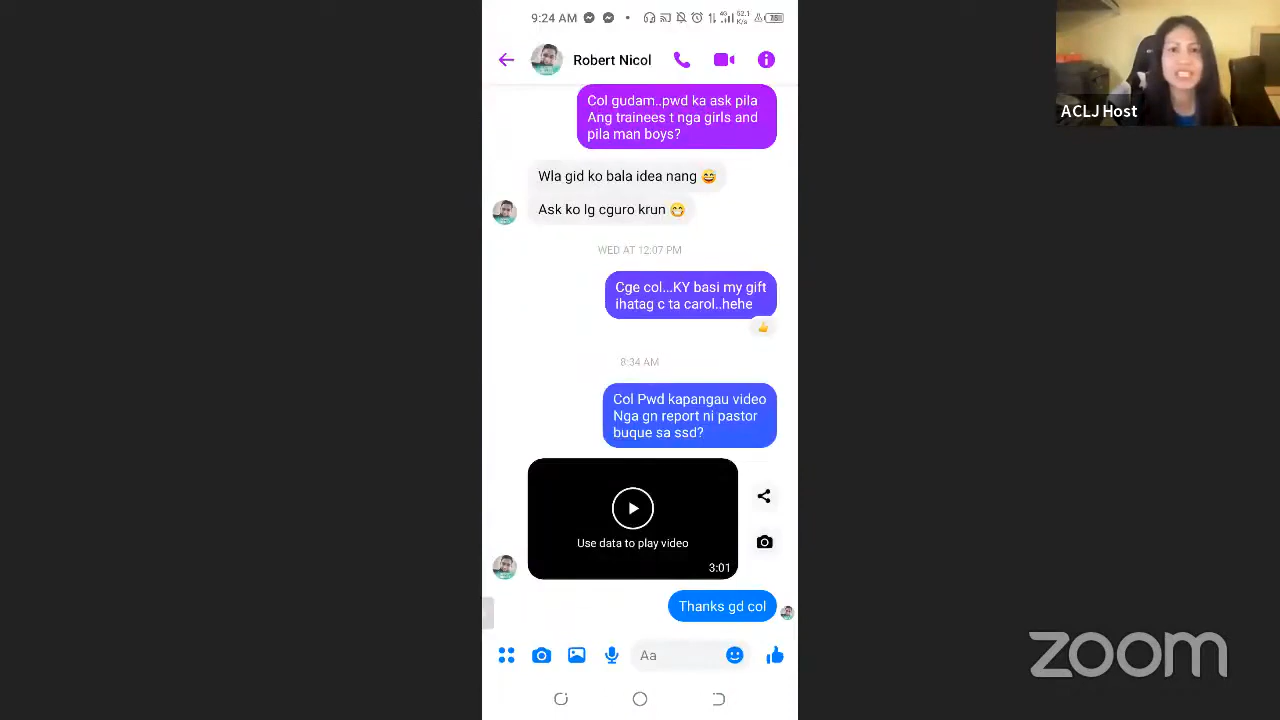 9:24 AM
4G
52.1
K/s
Robert Nicol
ACLJ Host
Col gudam..pwd ka ask pila
Ang trainees t nga girls and
pila man boys?
Wla gid ko bala idea nang 😅
Ask ko lg cguro krun 😁
WED AT 12:07 PM
Cge col...KY basi my gift
ihatag c ta carol..hehe
8:34 AM
Col Pwd kapangau video
Nga gn report ni pastor
buque sa ssd?
Use data to play video
3:01
Thanks gd col
Aa
zoom